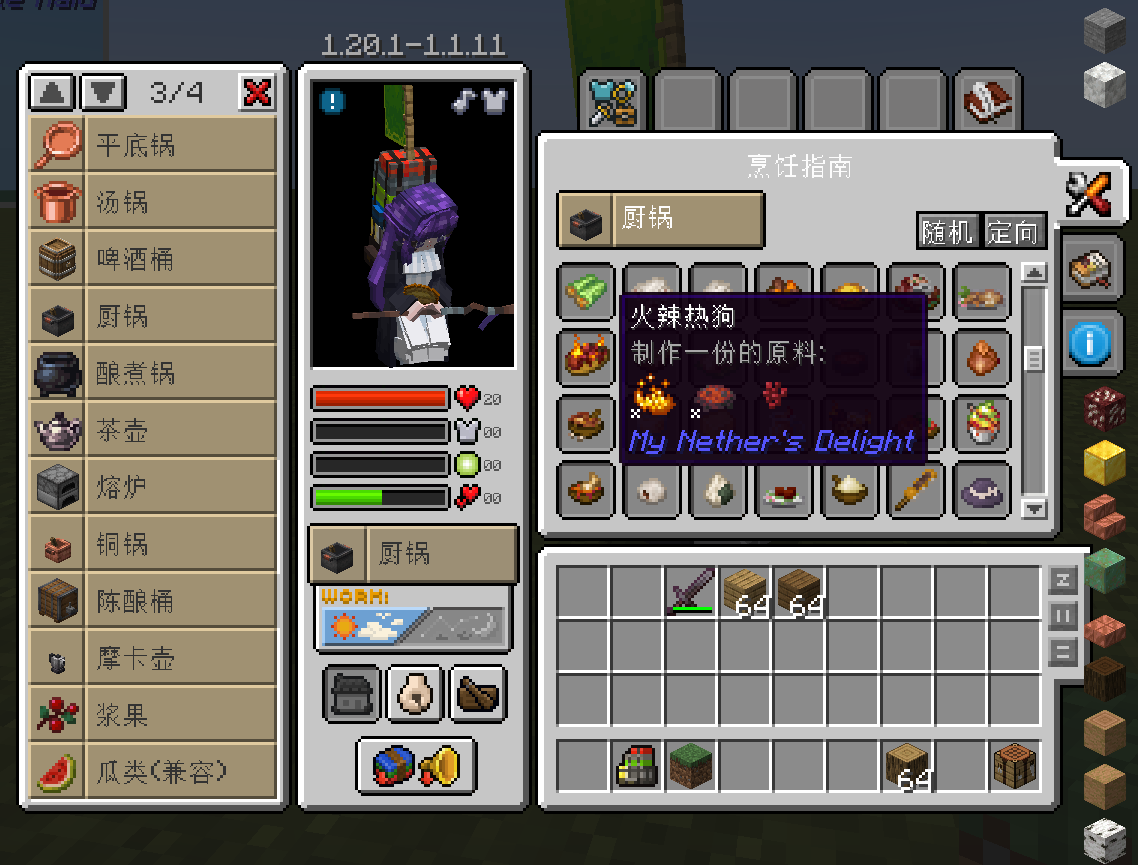 1.20.1-1.1.11
3/4
平底锅
汤锅
啤酒桶
厨锅
酿煮锅
茶壶
熔炉
铜锅
陈酿桶
摩卡壶
浆果
瓜类(兼容)
20
00
00
00
厨锅
WORK:
烹饪指南
厨锅
随机
定向
火辣热狗
制作一份的原料:
My Nether's Delight
64
64
64